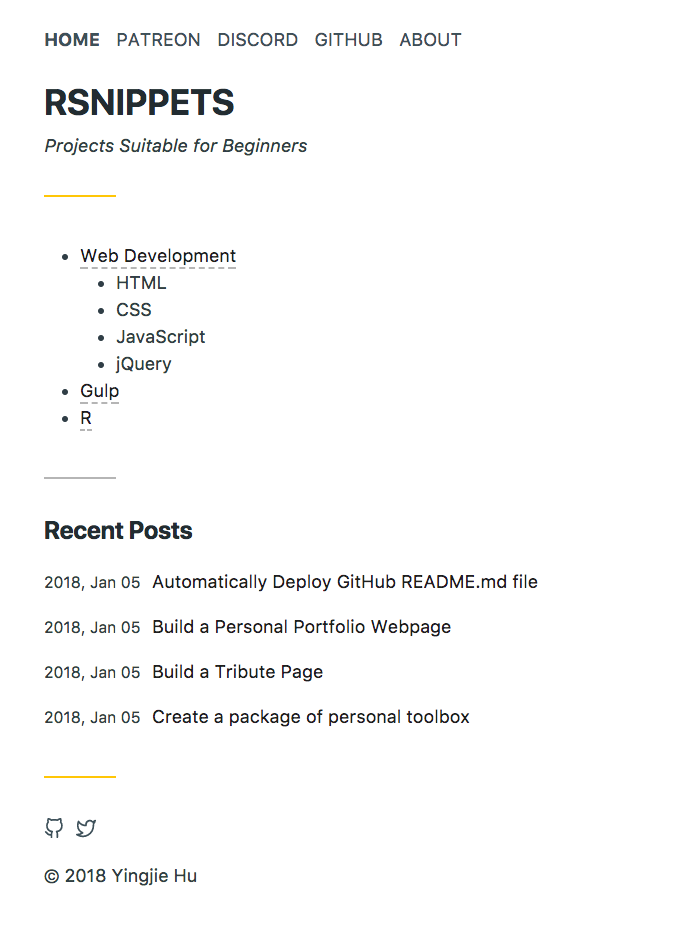 HOME PATREON DISCORD GITHUB ABOUT
RSNIPPETS
Projects Suitable for Beginners
Web Development
HTML
CSS
JavaScript
jQuery
Gulp
R
Recent Posts
2018, Jan 05 Automatically Deploy GitHub README.md file
2018, Jan 05 Build a Personal Portfolio Webpage
2018, Jan 05 Build a Tribute Page
2018, Jan 05 Create a package of personal toolbox
© 2018 Yingjie Hu